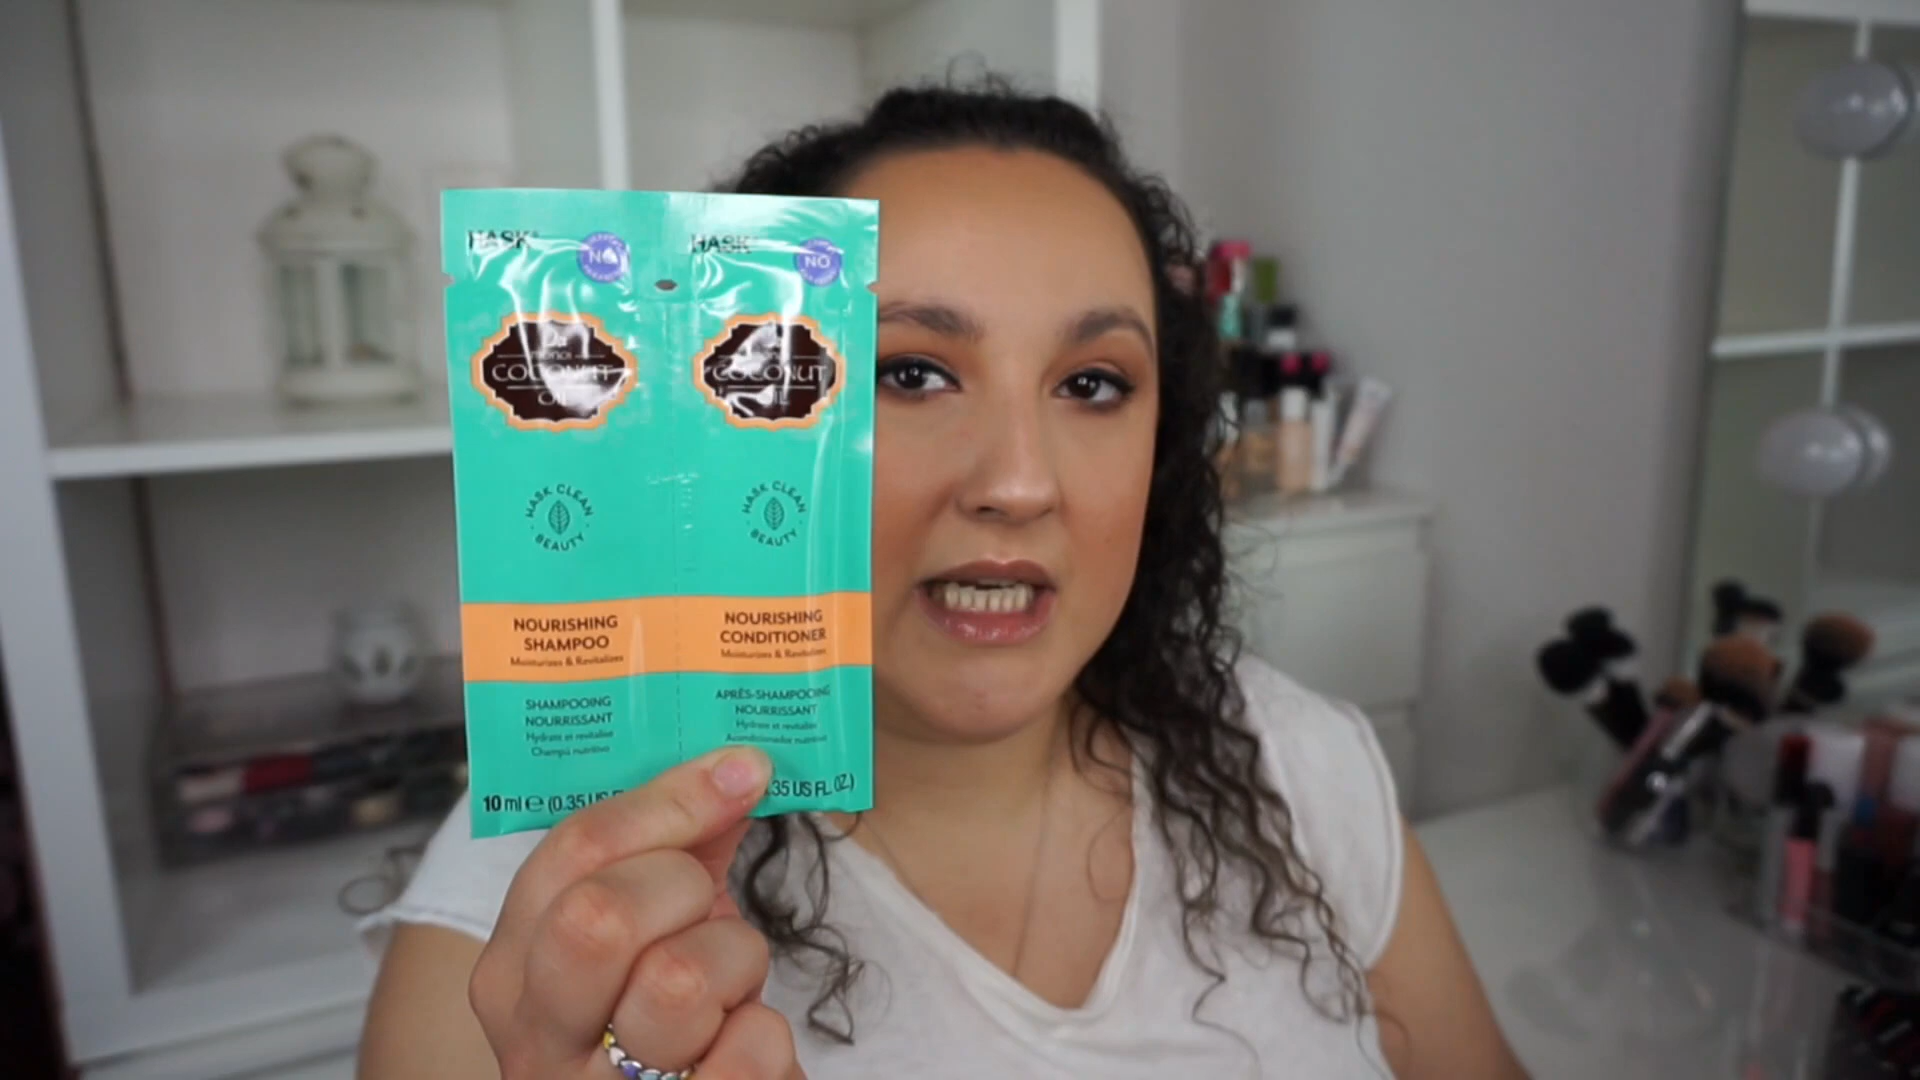 HASK
NO
COCONUT
OIL
HASK CLEAN
BEAUTY
NOURISHING
SHAMPOO
Moisturizes & Revitalizes
SHAMPOOING
NOURRISSANT
Hydrate et revitalise
Champú nutritivo
10 ml e (0.35 US
HASK
NO
COCONUT
OIL
HASK CLEAN
BEAUTY
NOURISHING
CONDITIONER
Moisturizes & Revitalizes
APRÈS-SHAMPOOING
NOURRISSANT
Hydrate et revitalise
Acondicionador nutritivo
.35 US FL. OZ.)